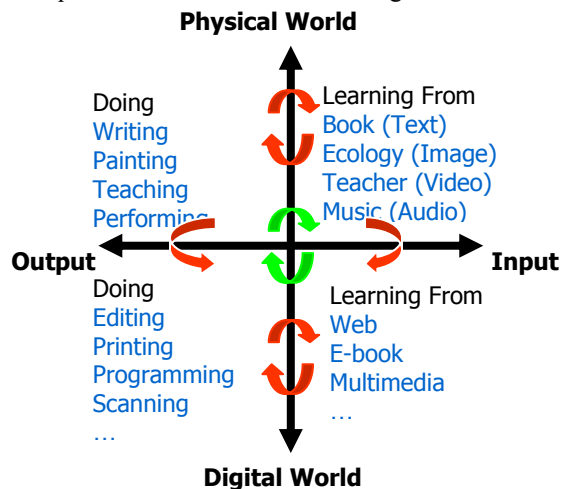 Physical World
Doing
Writing
Painting
Teaching
Performing
Learning From
Book (Text)
Ecology (Image)
Teacher (Video)
Music (Audio)
Output
Input
Doing
Editing
Printing
Programming
Scanning
…
Learning From
Web
E-book
Multimedia
…
Digital World